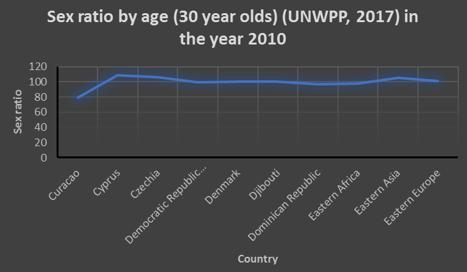 Sex ratio by age (30 year olds) (UNWPP, 2017) in
the year 2010
120
100
80
60
40
20
0
Sex ratio
Curacao
Cyprus
Czechia
Democratic Republic…
Denmark
Djibouti
Dominican Republic
Eastern Africa
Eastern Asia
Eastern Europe
Country